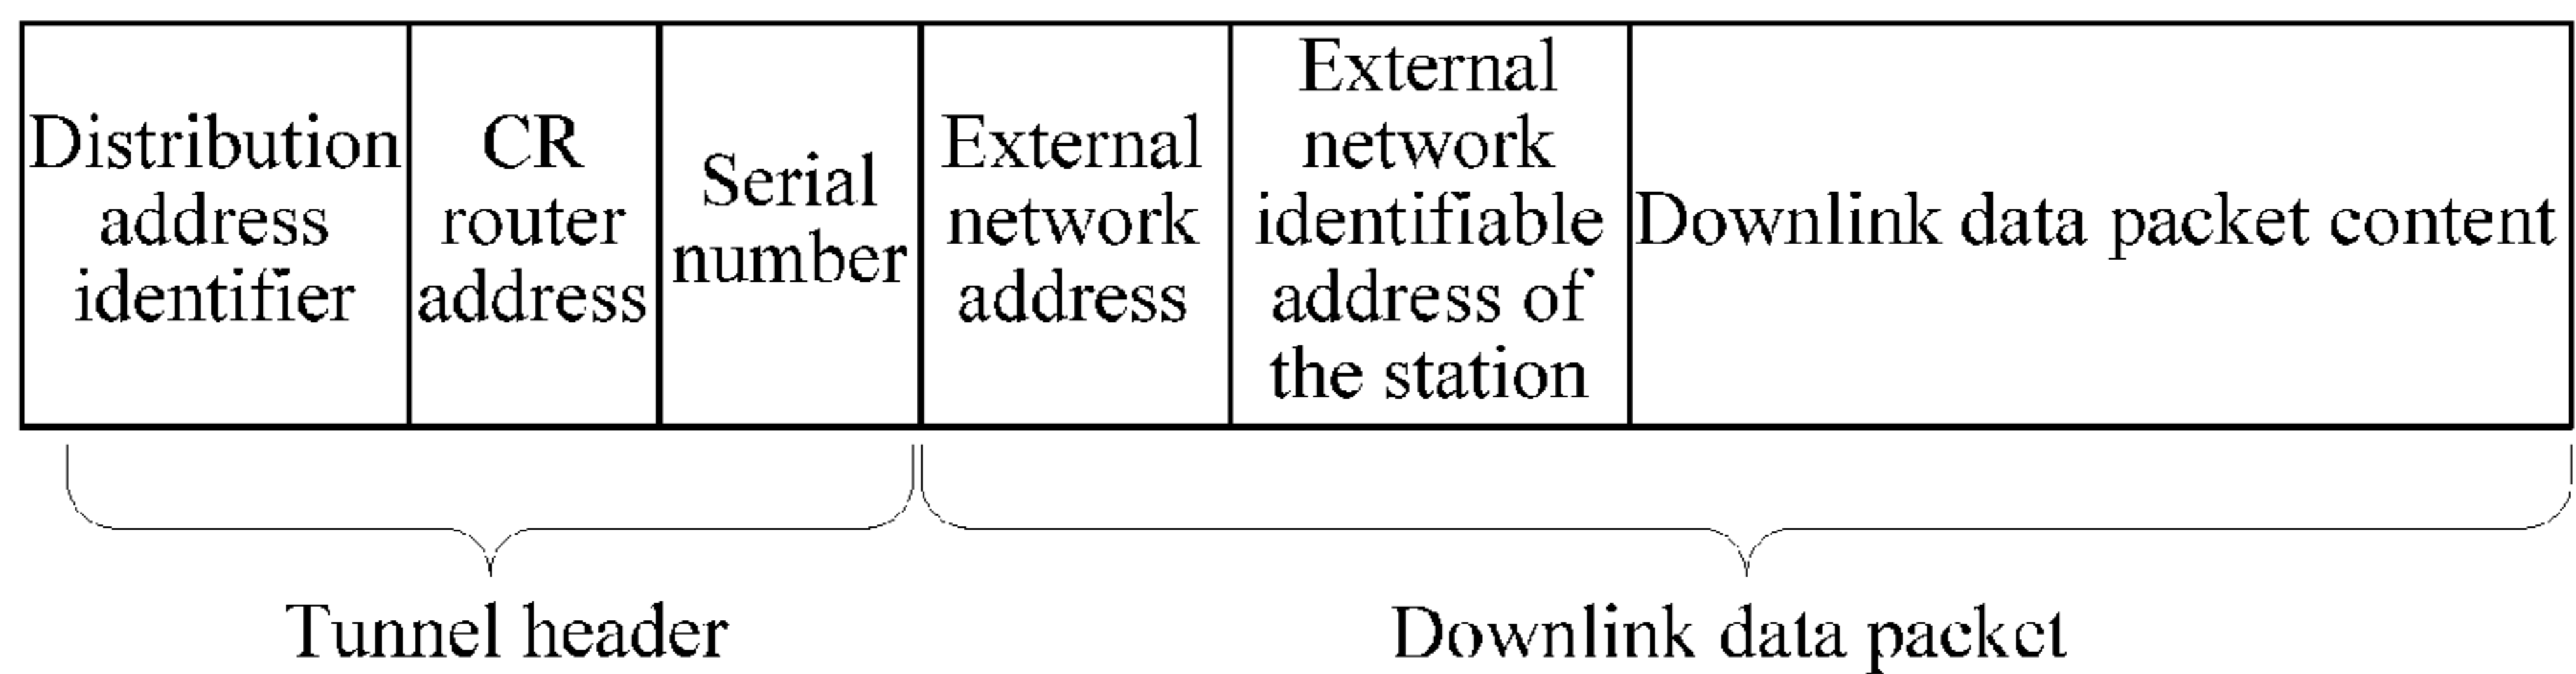 Distribution
address
identifier
CR
router
address
Serial
number
External
network
address
External
network
identifiable
address of
the station
Downlink data packet content
Tunnel header
Downlink data packet